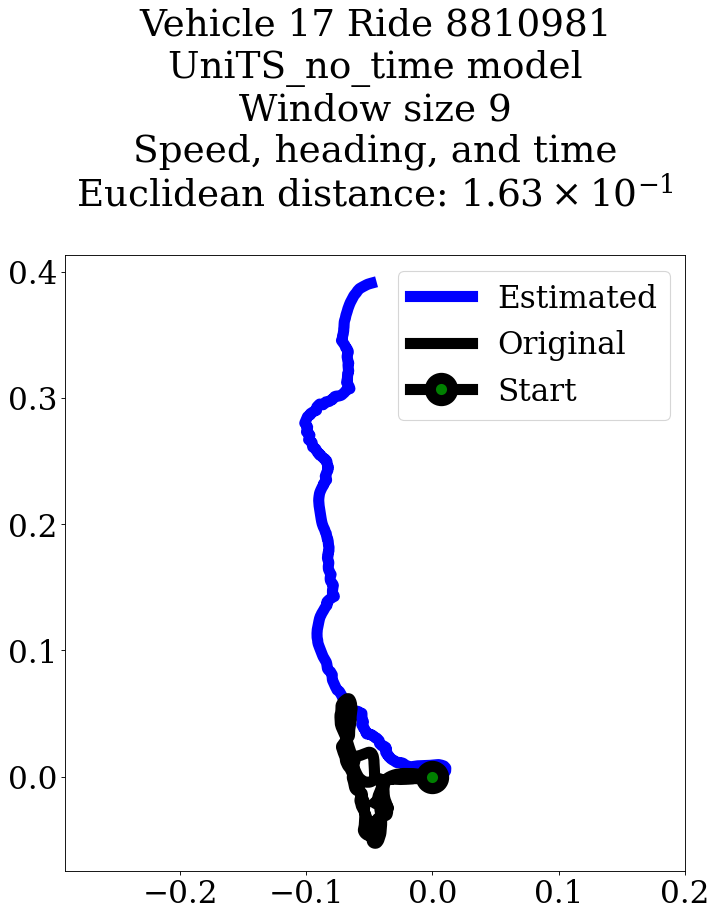 Vehicle 17 Ride 8810981
UniTS_no_time model
Window size 9
Speed, heading, and time
Euclidean distance: 1.63 × 10⁻¹
Estimated
Original
Start
0.4
0.3
0.2
0.1
0.0
−0.2
−0.1
0.0
0.1
0.2